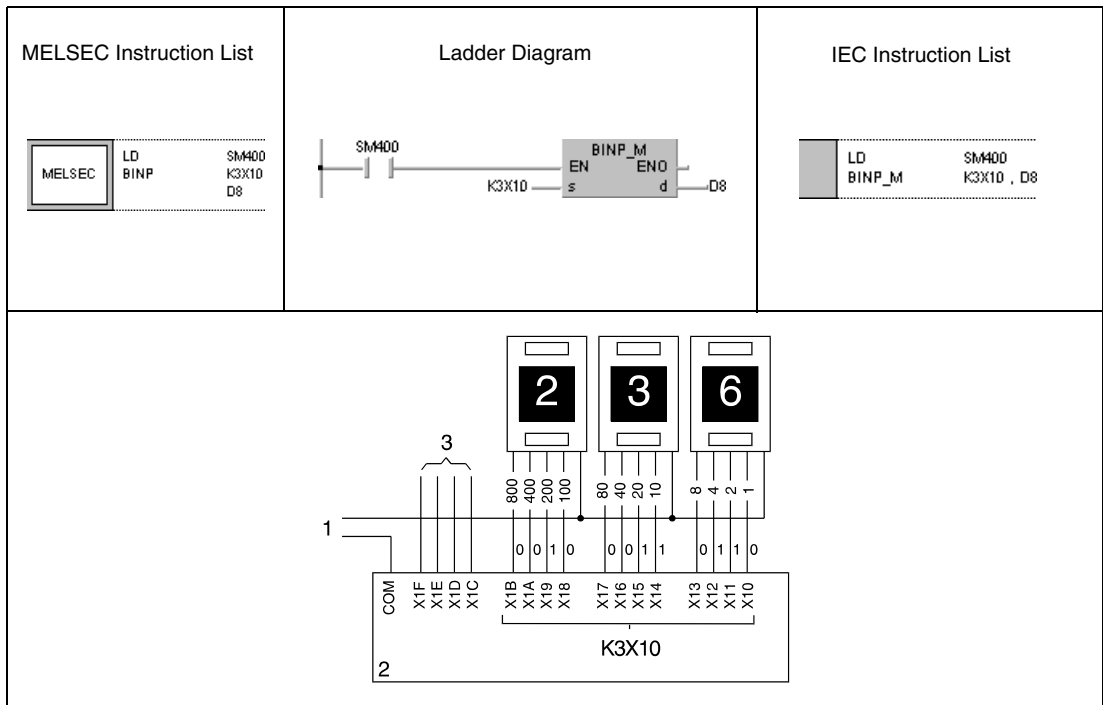 MELSEC Instruction List
MELSEC
LD SM400
BINP K3X10
D8
Ladder Diagram
SM400
BINP_M
EN ENO
K3X10 s d D8
IEC Instruction List
LD SM400
BINP_M K3X10 , D8
2 3 6
3
800 400 200 100 80 40 20 10 8 4 2 1
1
0 0 1 0 0 0 1 1 0 1 1 0
COM X1F X1E X1D X1C X1B X1A X19 X18 X17 X16 X15 X14 X13 X12 X11 X10
K3X10
2